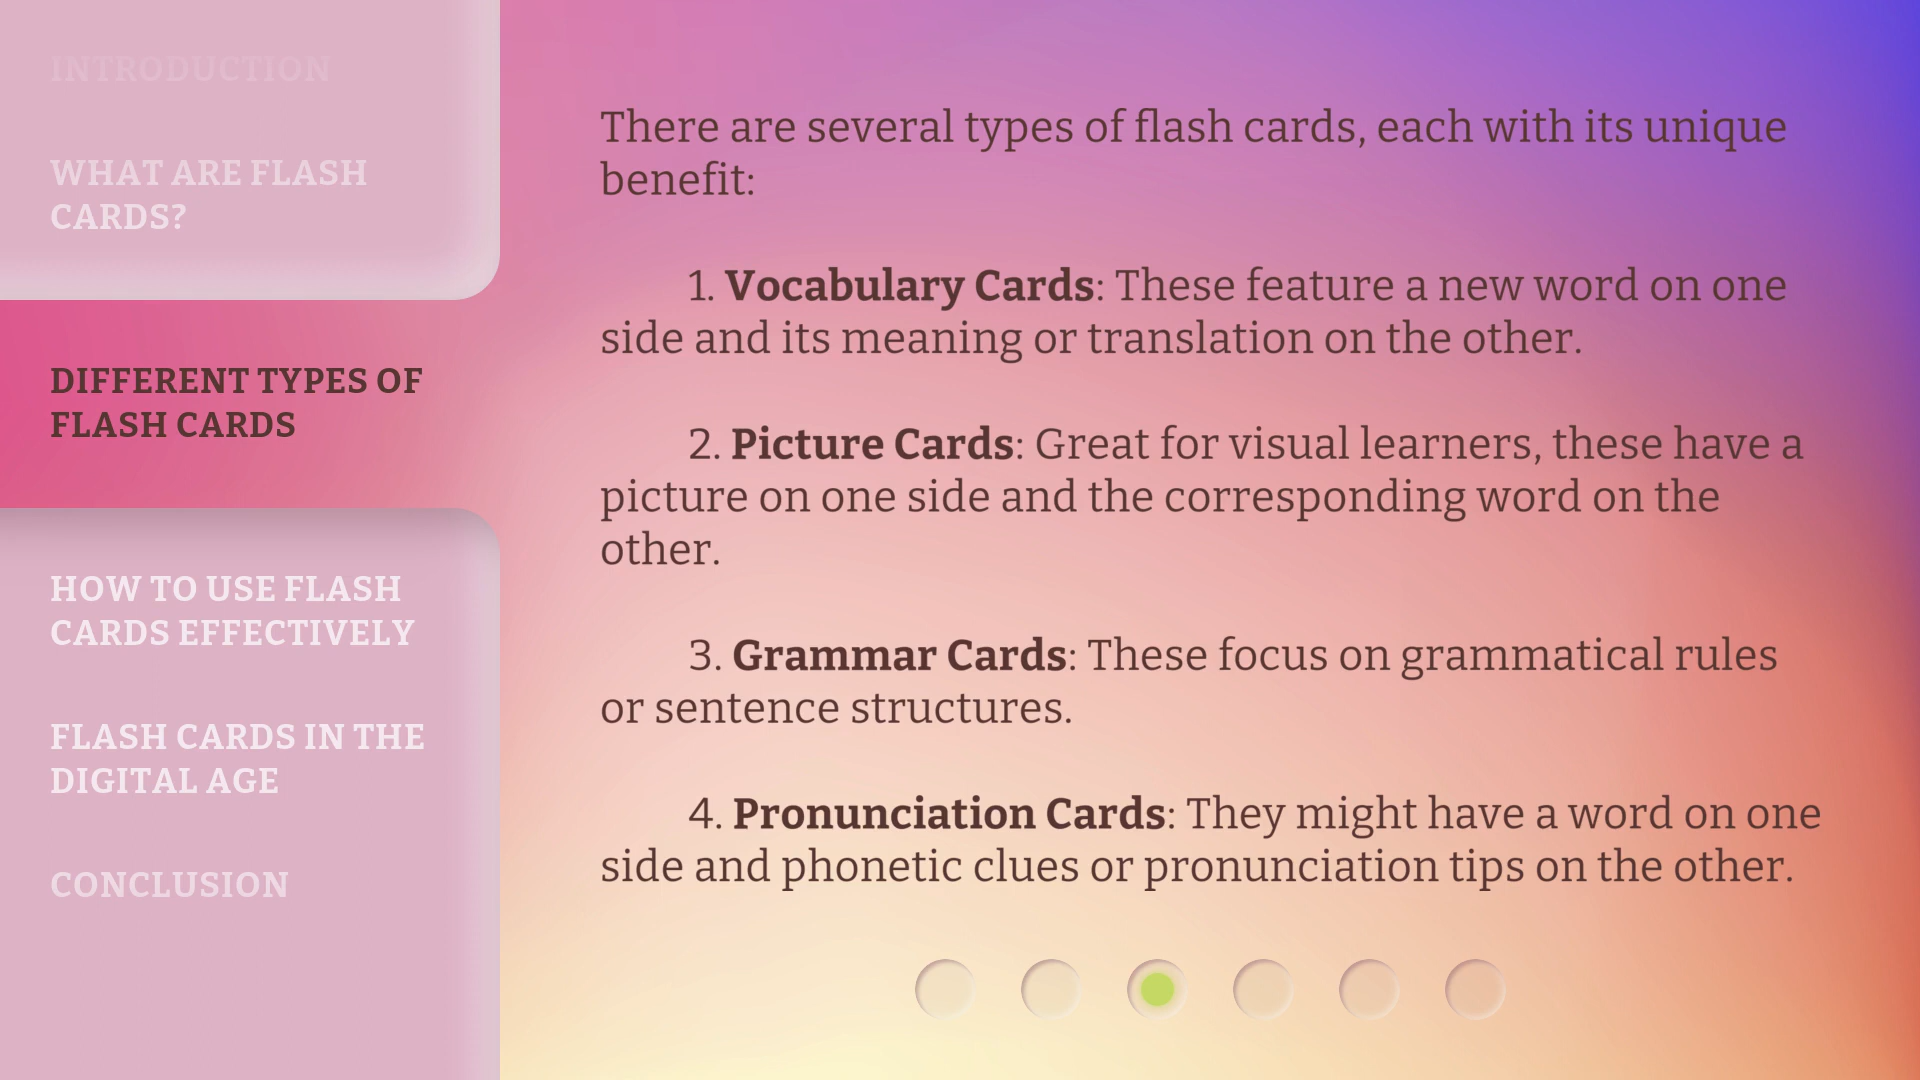 INTRODUCTION
WHAT ARE FLASH
CARDS?
DIFFERENT TYPES OF
FLASH CARDS
HOW TO USE FLASH
CARDS EFFECTIVELY
FLASH CARDS IN THE
DIGITAL AGE
CONCLUSION
There are several types of flash cards, each with its unique
benefit:
1. Vocabulary Cards: These feature a new word on one
side and its meaning or translation on the other.
2. Picture Cards: Great for visual learners, these have a
picture on one side and the corresponding word on the
other.
3. Grammar Cards: These focus on grammatical rules
or sentence structures.
4. Pronunciation Cards: They might have a word on one
side and phonetic clues or pronunciation tips on the other.